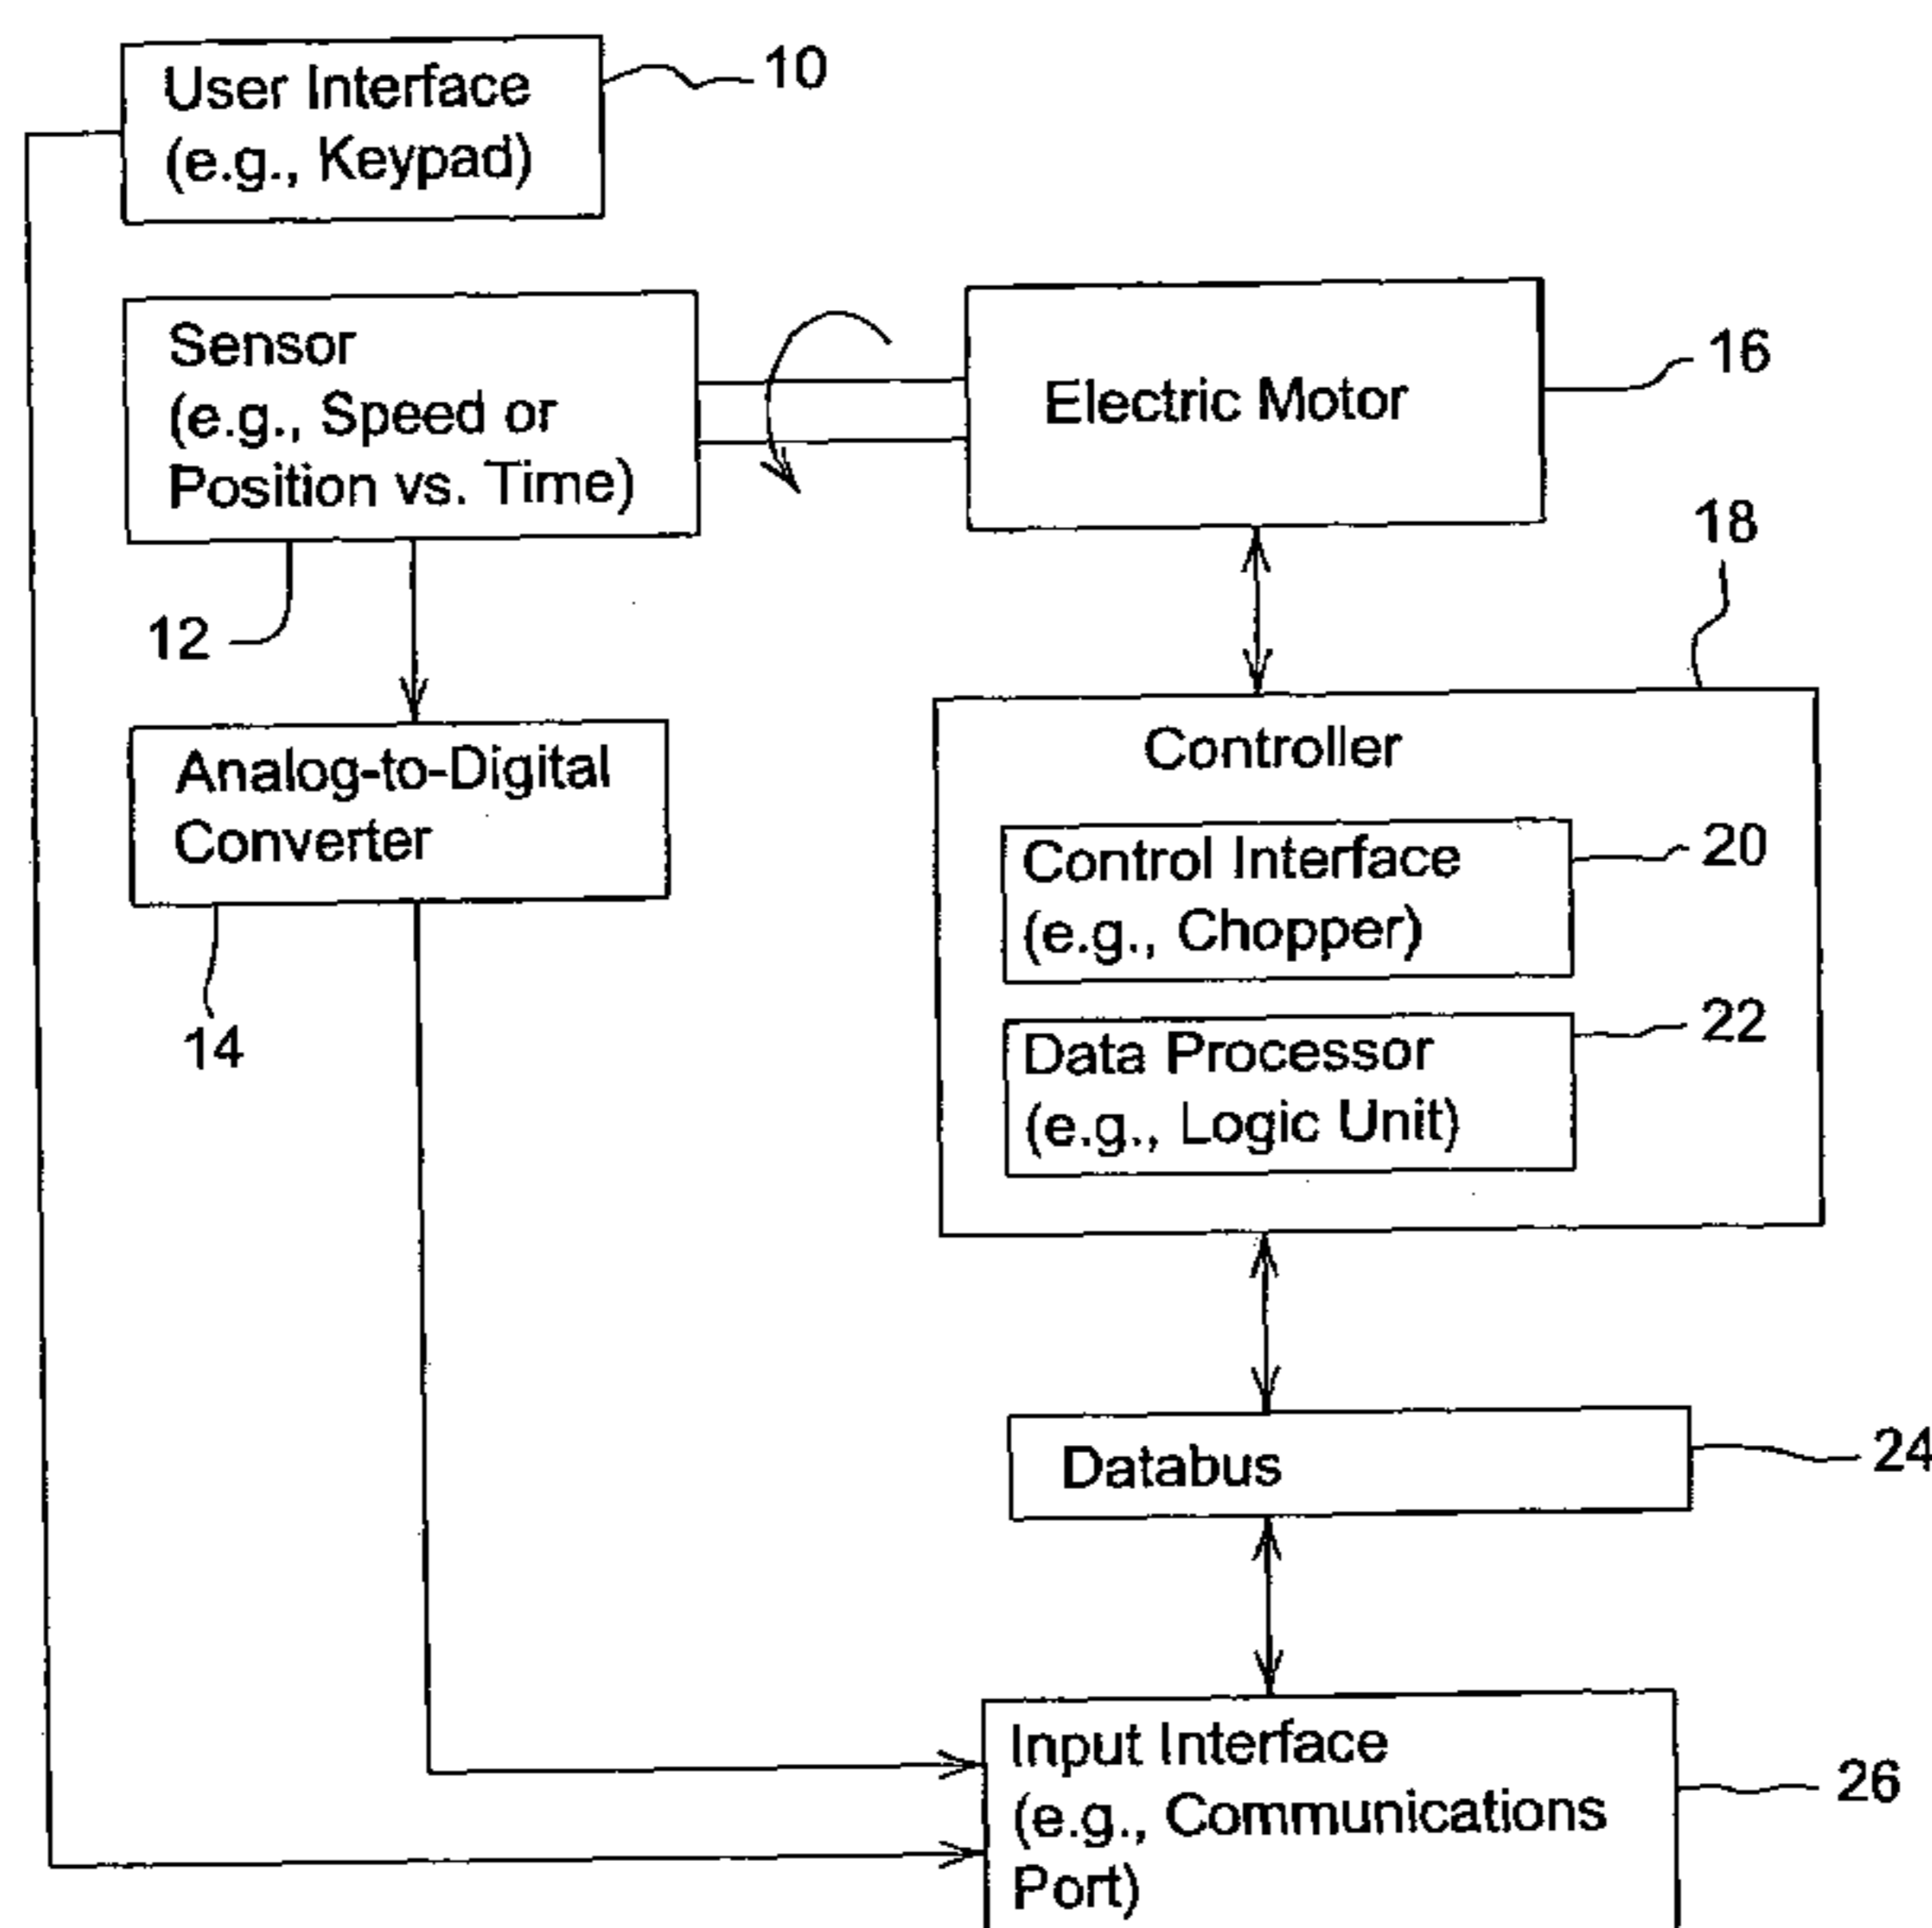 User Interface
(e.g., Keypad)
10
Sensor
(e.g., Speed or
Position vs. Time)
12
Electric Motor
16
18
Analog-to-Digital
Converter
14
Controller
Control Interface
(e.g., Chopper)
20
Data Processor
(e.g., Logic Unit)
22
Databus
24
Input Interface
(e.g., Communications
Port)
26